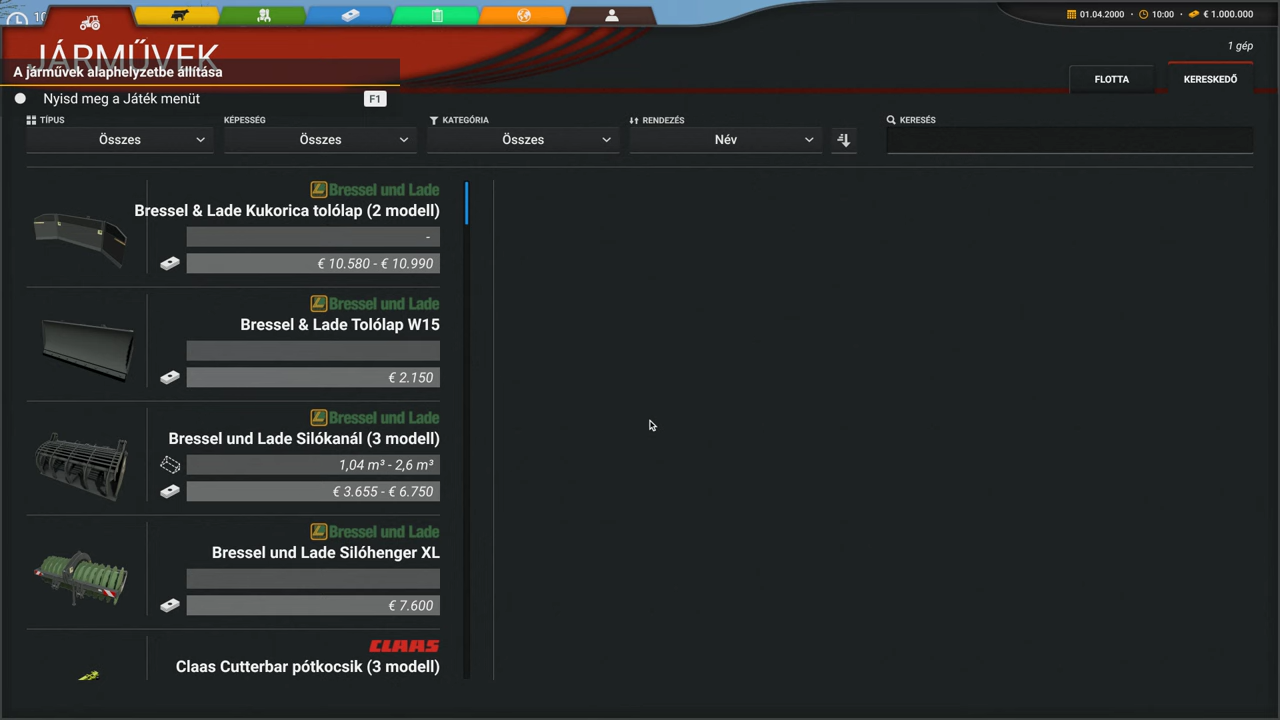 10
01.04.2000 · 10:00 · € 1.000.000
JÁRMŰVEK
1 gép
A járművek alaphelyzetbe állítása
FLOTTA
KERESKEDŐ
Nyisd meg a Játék menüt F1
TÍPUS
KÉPESSÉG
KATEGÓRIA
RENDEZÉS
KERESÉS
Összes
Összes
Összes
Név
Bressel und Lade
Bressel & Lade Kukorica tolólap (2 modell)
-
€ 10.580 - € 10.990
Bressel und Lade
Bressel & Lade Tolólap W15
€ 2.150
Bressel und Lade
Bressel und Lade Silókanál (3 modell)
1,04 m³ - 2,6 m³
€ 3.655 - € 6.750
Bressel und Lade
Bressel und Lade Silóhenger XL
€ 7.600
CLAAS
Claas Cutterbar pótkocsik (3 modell)